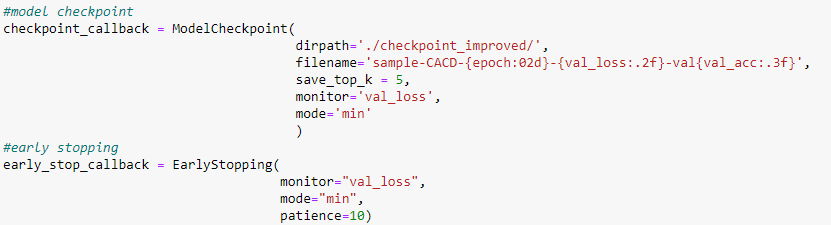 #model checkpoint
checkpoint_callback = ModelCheckpoint(
dirpath='./checkpoint_improved/',
filename='sample-CACD-{epoch:02d}-{val_loss:.2f}-val{val_acc:.3f}',
save_top_k = 5,
monitor='val_loss',
mode='min'
)
#early stopping
early_stop_callback = EarlyStopping(
monitor="val_loss",
mode="min",
patience=10)